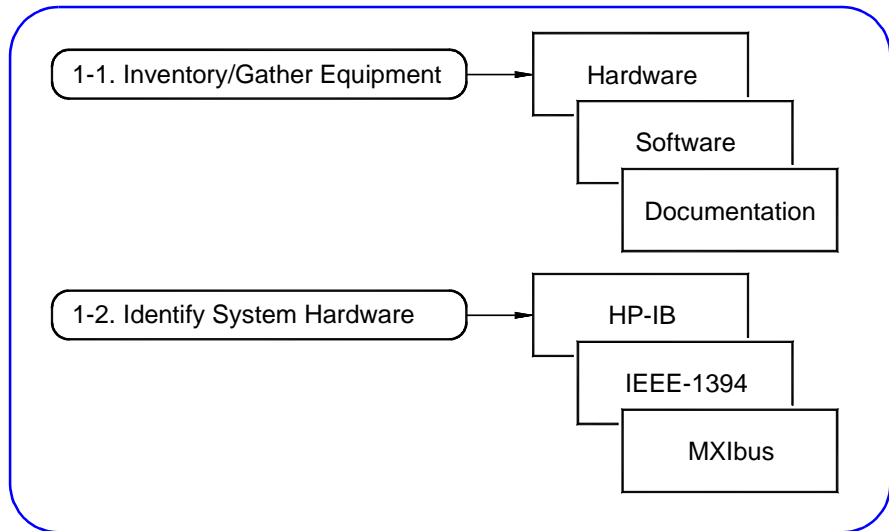 1-1. Inventory/Gather Equipment
Hardware
Software
Documentation
1-2. Identify System Hardware
HP-IB
IEEE-1394
MXIbus